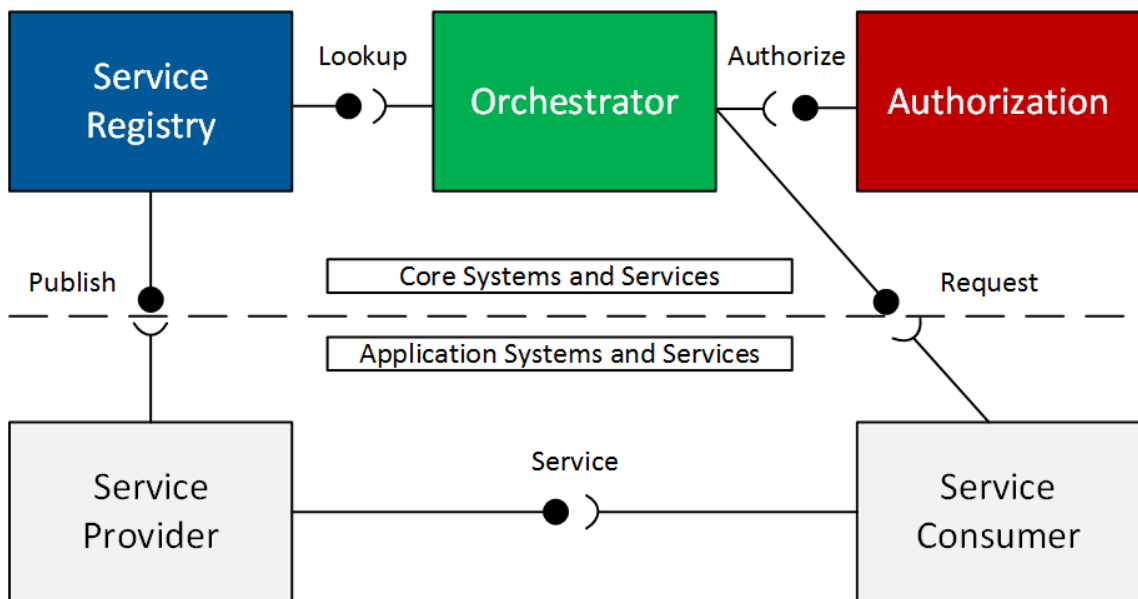 Service
Registry
Lookup
Orchestrator
Authorize
Authorization
Publish
Core Systems and Services
Request
Application Systems and Services
Service
Provider
Service
Service
Consumer